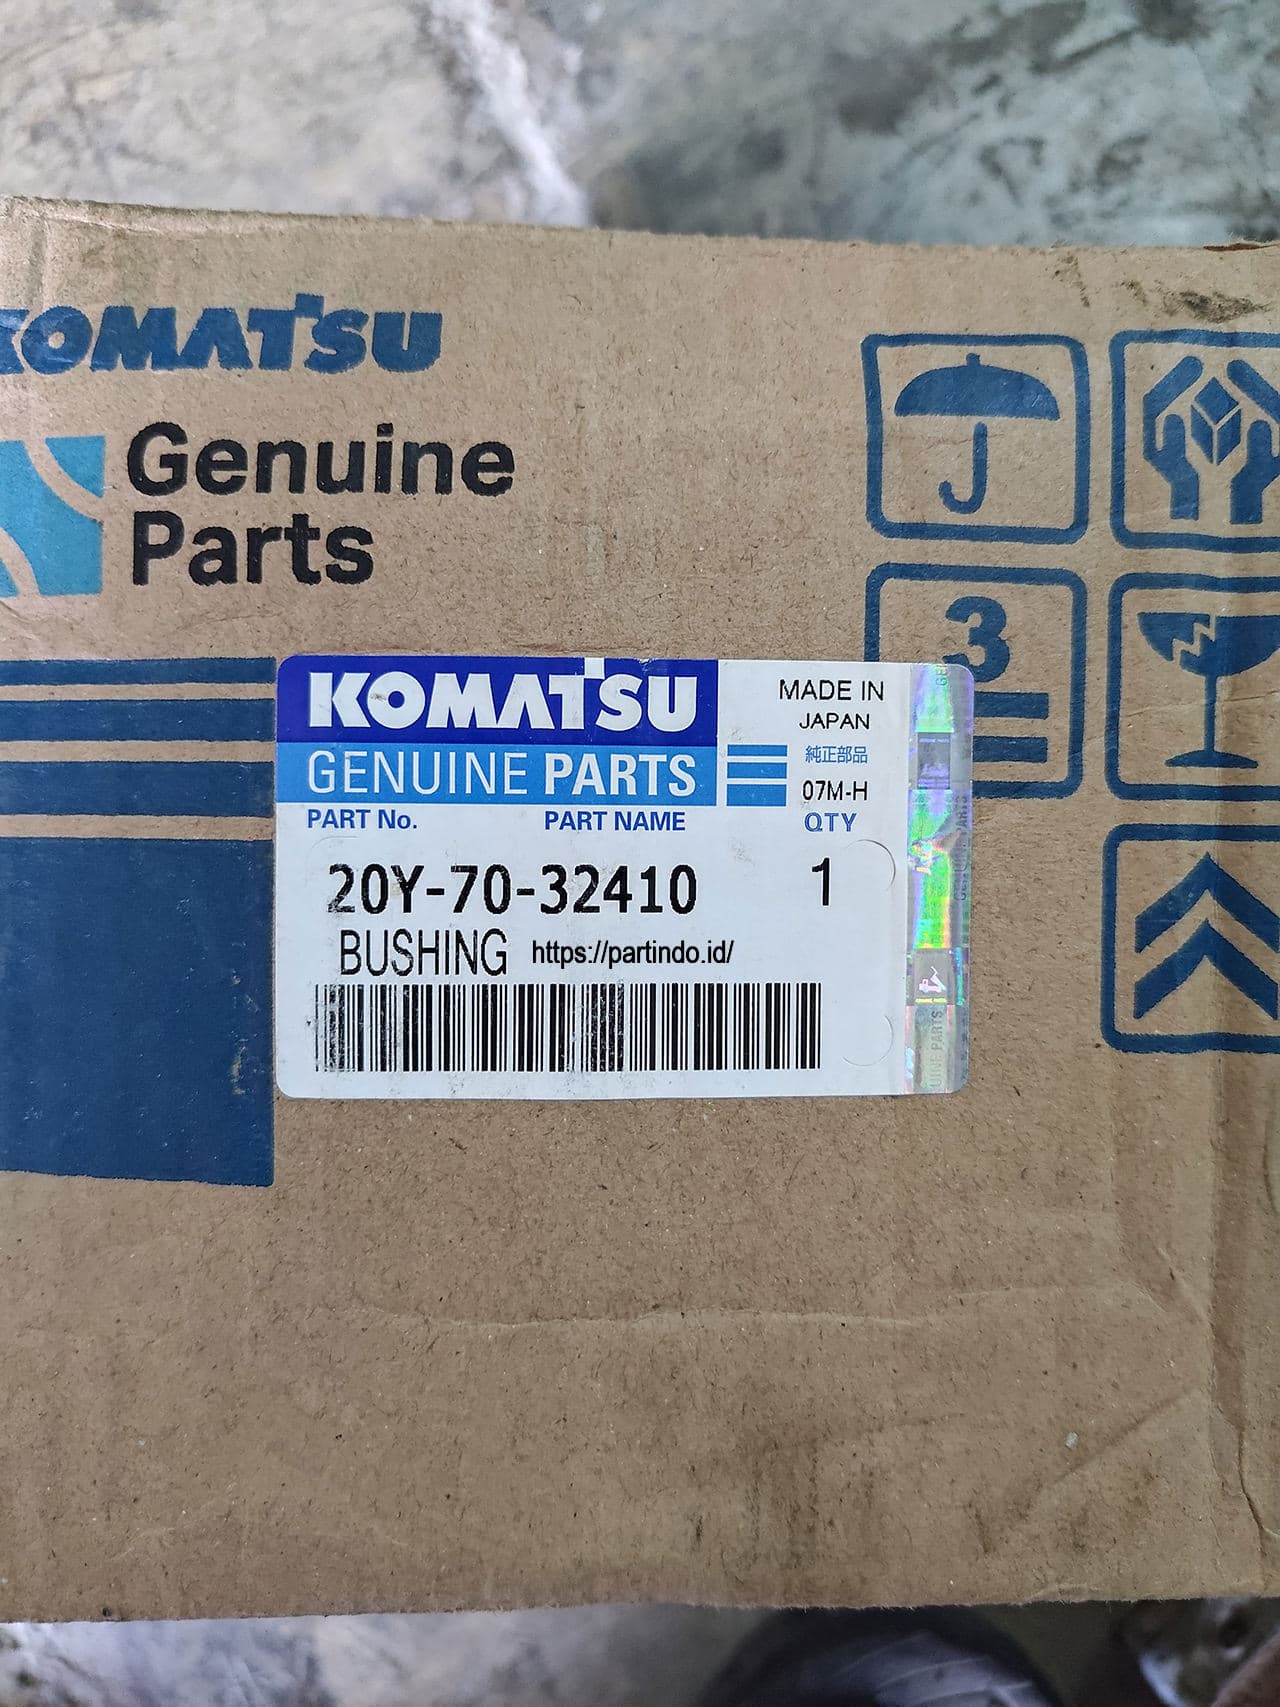 KOMATSU
Genuine
Parts
3
KOMATSU
GENUINE PARTS
MADE IN
JAPAN
純正部品
07M-H
PART No.
PART NAME
QTY
20Y-70-32410
1
BUSHING
https://partindo.id/